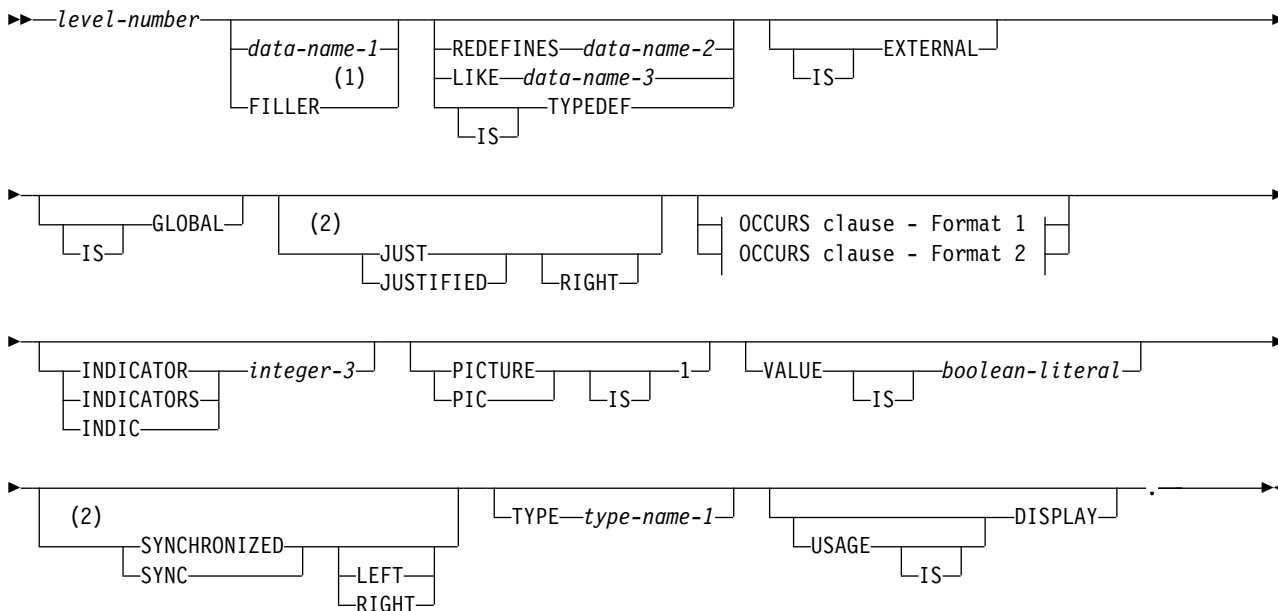 level-number
data-name-1
(1)
FILLER
REDEFINES data-name-2
LIKE data-name-3
TYPEDEF
IS
EXTERNAL
IS
GLOBAL
IS
(2)
JUST
JUSTIFIED
RIGHT
OCCURS clause - Format 1
OCCURS clause - Format 2
INDICATOR
INDICATORS
INDIC
integer-3
PICTURE
PIC
IS
1
VALUE
IS
boolean-literal
(2)
SYNCHRONIZED
SYNC
LEFT
RIGHT
TYPE type-name-1
USAGE
IS
DISPLAY
.